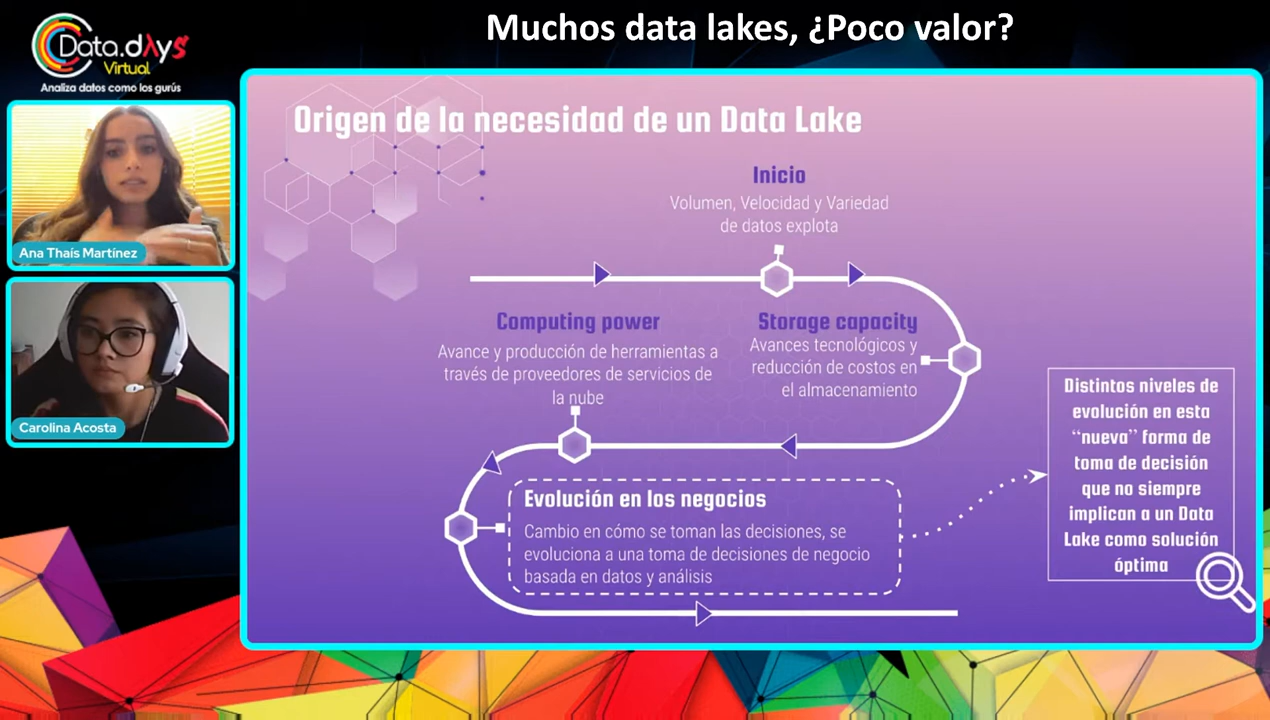 Muchos data lakes, ¿Poco valor?
Data.dAys
Virtual
Analiza datos como los gurús
Ana Thaís Martínez
Carolina Acosta
Origen de la necesidad de un Data Lake
Inicio
Volumen, Velocidad y Variedad
de datos explota
Computing power
Avance y producción de herramientas a
través de proveedores de servicios de
la nube
Storage capacity
Avances tecnológicos y
reducción de costos en
el almacenamiento
Evolución en los negocios
Cambio en cómo se toman las decisiones, se
evoluciona a una toma de decisiones de negocio
basada en datos y análisis
Distintos niveles de
evolución en esta
“nueva” forma de
toma de decisión
que no siempre
implican a un Data
Lake como solución
óptima